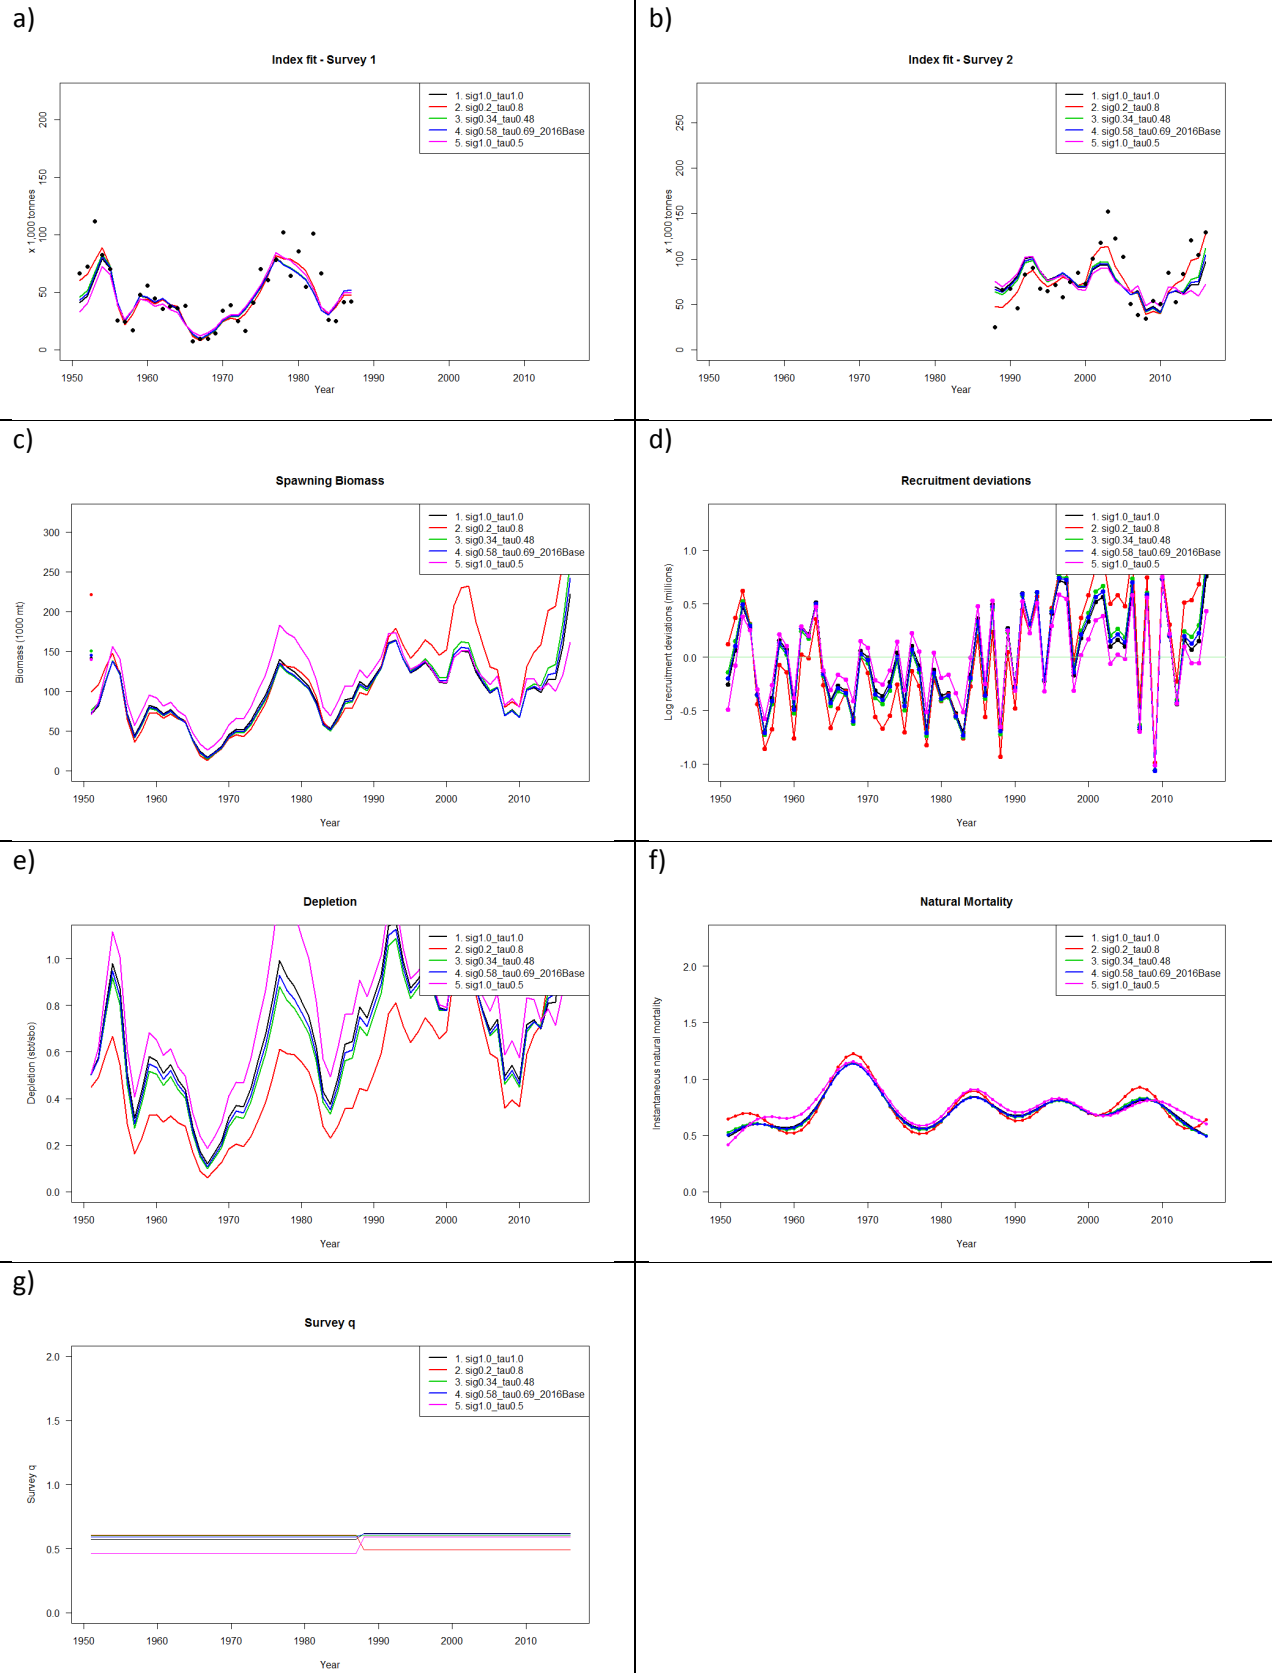 a)
Index fit - Survey 1
x 1,000 tonnes
200
150
100
50
0
1. sig1.0_tau1.0
2. sig0.2_tau0.8
3. sig0.34_tau0.48
4. sig0.58_tau0.69_2016Base
5. sig1.0_tau0.5
1950 1960 1970 1980 1990 2000 2010
Year
b)
Index fit - Survey 2
x 1,000 tonnes
250
200
150
100
50
0
1. sig1.0_tau1.0
2. sig0.2_tau0.8
3. sig0.34_tau0.48
4. sig0.58_tau0.69_2016Base
5. sig1.0_tau0.5
1950 1960 1970 1980 1990 2000 2010
Year
c)
Spawning Biomass
Biomass (1000 mt)
300
250
200
150
100
50
0
1. sig1.0_tau1.0
2. sig0.2_tau0.8
3. sig0.34_tau0.48
4. sig0.58_tau0.69_2016Base
5. sig1.0_tau0.5
1950 1960 1970 1980 1990 2000 2010
Year
d)
Recruitment deviations
Log recruitment deviations (millions)
1.0
0.5
0.0
-0.5
-1.0
1. sig1.0_tau1.0
2. sig0.2_tau0.8
3. sig0.34_tau0.48
4. sig0.58_tau0.69_2016Base
5. sig1.0_tau0.5
1950 1960 1970 1980 1990 2000 2010
Year
e)
Depletion
Depletion (sbt/sbo)
1.0
0.8
0.6
0.4
0.2
0.0
1. sig1.0_tau1.0
2. sig0.2_tau0.8
3. sig0.34_tau0.48
4. sig0.58_tau0.69_2016Base
5. sig1.0_tau0.5
1950 1960 1970 1980 1990 2000 2010
Year
f)
Natural Mortality
Instantaneous natural mortality
2.0
1.5
1.0
0.5
0.0
1. sig1.0_tau1.0
2. sig0.2_tau0.8
3. sig0.34_tau0.48
4. sig0.58_tau0.69_2016Base
5. sig1.0_tau0.5
1950 1960 1970 1980 1990 2000 2010
Year
g)
Survey q
Survey q
2.0
1.5
1.0
0.5
0.0
1. sig1.0_tau1.0
2. sig0.2_tau0.8
3. sig0.34_tau0.48
4. sig0.58_tau0.69_2016Base
5. sig1.0_tau0.5
1950 1960 1970 1980 1990 2000 2010
Year